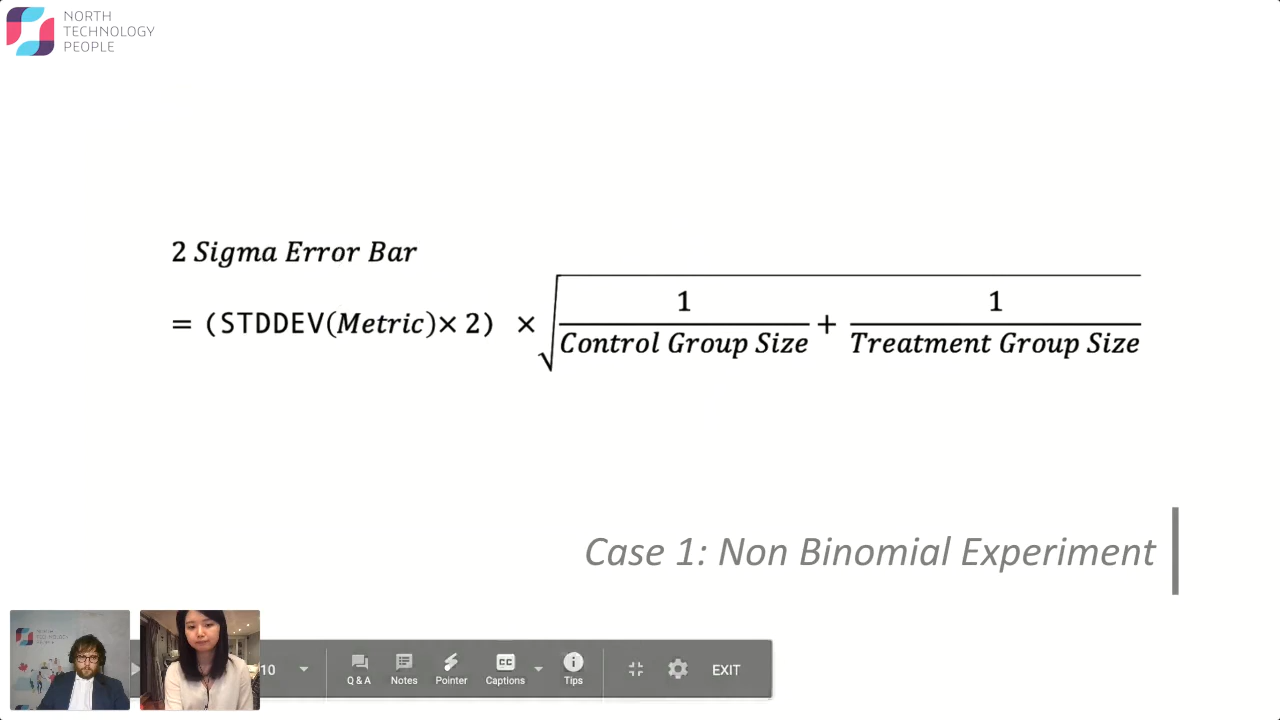 NORTH
TECHNOLOGY
PEOPLE
2 Sigma Error Bar
= (STDDEV(Metric)× 2) × √ 1/Control Group Size + 1/Treatment Group Size
Case 1: Non Binomial Experiment
10
Q & A
Notes
Pointer
CC
Captions
Tips
EXIT